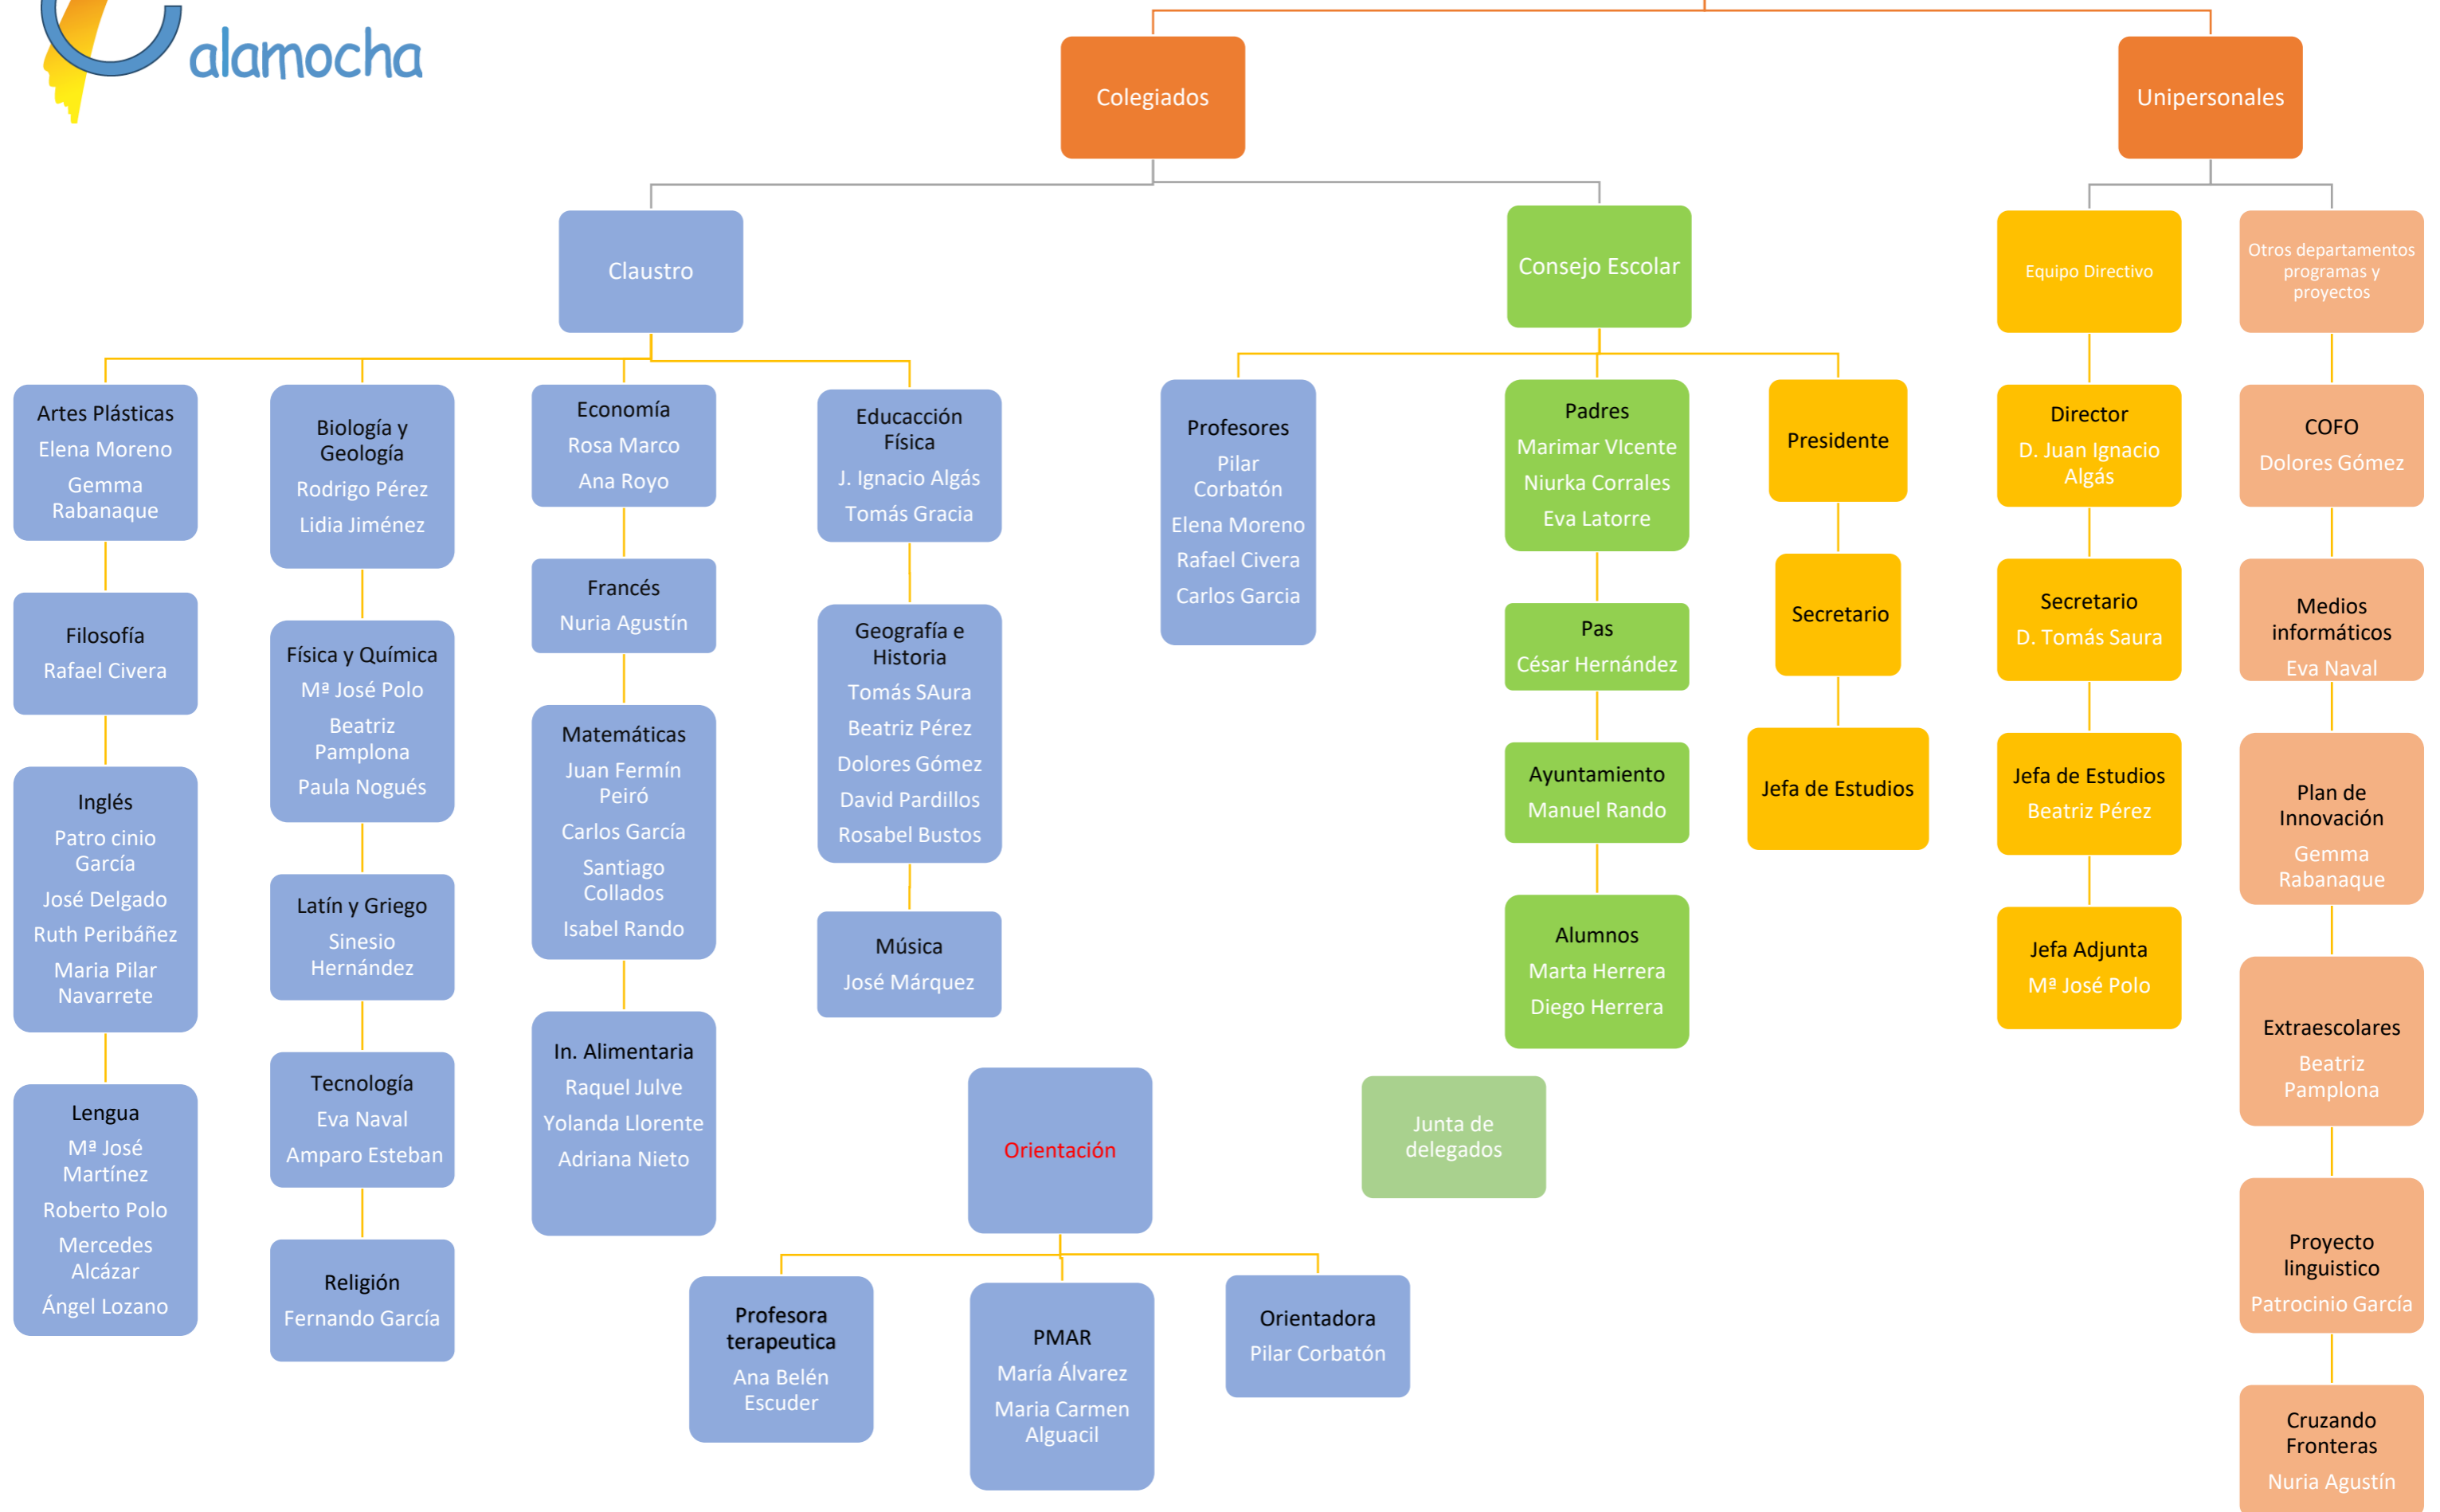 alamocha
Colegiados
Unipersonales
Claustro
Consejo Escolar
Equipo Directivo
Otros departamentos
programas y
proyectos
Artes Plásticas
Elena Moreno
Gemma
Rabanaque
Filosofía
Rafael Civera
Inglés
Patro cinio
García
José Delgado
Ruth Peribáñez
Maria Pilar
Navarrete
Lengua
Mª José
Martínez
Roberto Polo
Mercedes
Alcázar
Ángel Lozano
Biología y
Geología
Rodrigo Pérez
Lidia Jiménez
Física y Química
Mª José Polo
Beatriz
Pamplona
Paula Nogués
Latín y Griego
Sinesio
Hernández
Tecnología
Eva Naval
Amparo Esteban
Religión
Fernando García
Economía
Rosa Marco
Ana Royo
Francés
Nuria Agustín
Matemáticas
Juan Fermín
Peiró
Carlos García
Santiago
Collados
Isabel Rando
In. Alimentaria
Raquel Julve
Yolanda Llorente
Adriana Nieto
Educacción
Física
J. Ignacio Algás
Tomás Gracia
Geografía e
Historia
Tomás SAura
Beatriz Pérez
Dolores Gómez
David Pardillos
Rosabel Bustos
Música
José Márquez
Orientación
Profesora
terapeutica
Ana Belén
Escuder
PMAR
María Álvarez
Maria Carmen
Alguacil
Orientadora
Pilar Corbatón
Profesores
Pilar
Corbatón
Elena Moreno
Rafael Civera
Carlos Garcia
Padres
Marimar VIcente
Niurka Corrales
Eva Latorre
Pas
César Hernández
Ayuntamiento
Manuel Rando
Alumnos
Marta Herrera
Diego Herrera
Junta de
delegados
Presidente
Secretario
Jefa de Estudios
Director
D. Juan Ignacio
Algás
Secretario
D. Tomás Saura
Jefa de Estudios
Beatriz Pérez
Jefa Adjunta
Mª José Polo
COFO
Dolores Gómez
Medios
informáticos
Eva Naval
Plan de
Innovación
Gemma
Rabanaque
Extraescolares
Beatriz
Pamplona
Proyecto
linguistico
Patrocinio García
Cruzando
Fronteras
Nuria Agustín